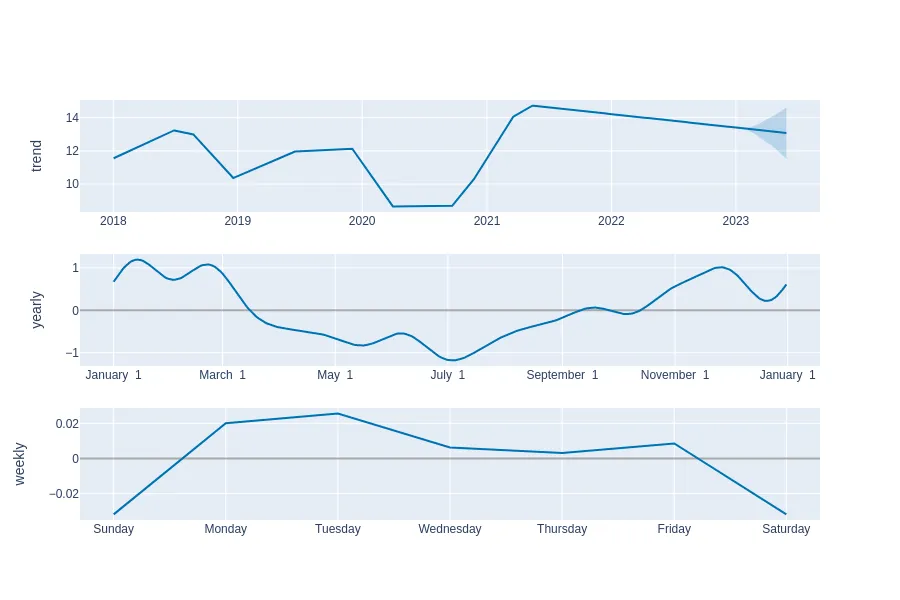 trend
14
12
10
2018 2019 2020 2021 2022 2023
yearly
1
0
−1
January 1 March 1 May 1 July 1 September 1 November 1 January 1
weekly
0.02
0
−0.02
Sunday Monday Tuesday Wednesday Thursday Friday Saturday